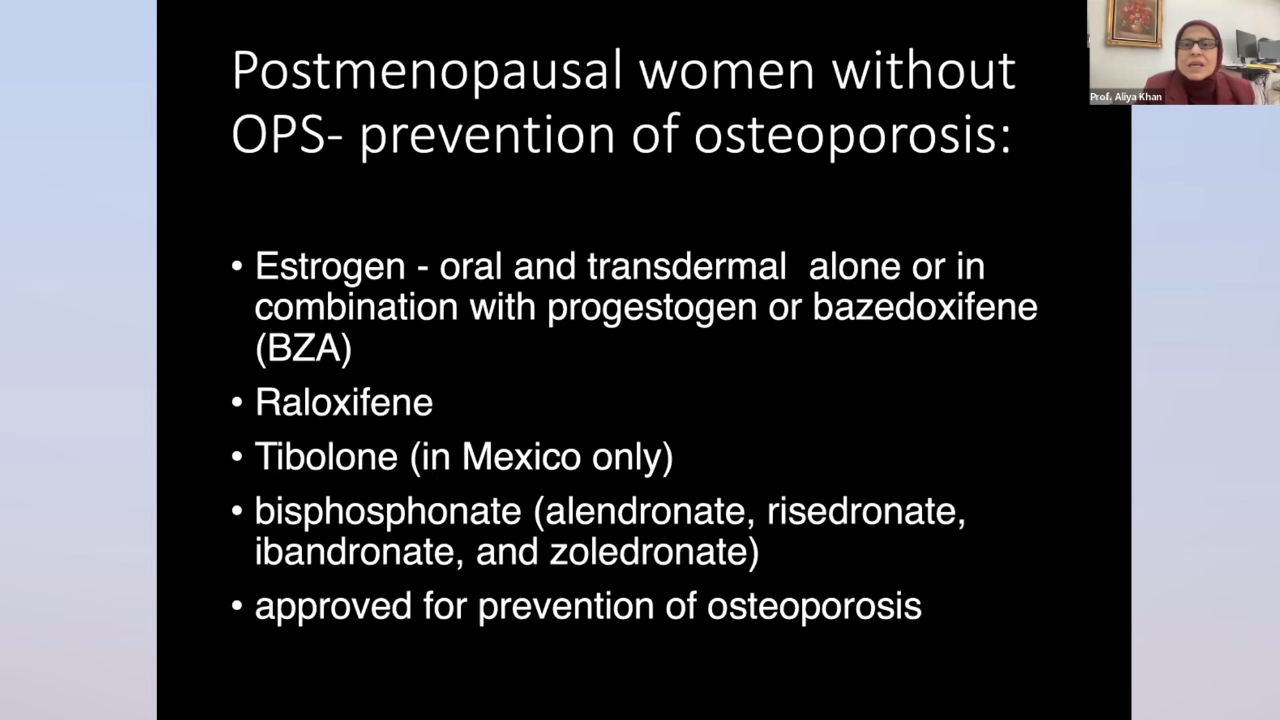 Postmenopausal women without
OPS- prevention of osteoporosis:
• Estrogen - oral and transdermal alone or in
combination with progestogen or bazedoxifene
(BZA)
• Raloxifene
• Tibolone (in Mexico only)
• bisphosphonate (alendronate, risedronate,
ibandronate, and zoledronate)
• approved for prevention of osteoporosis
Prof. Aliya Khan